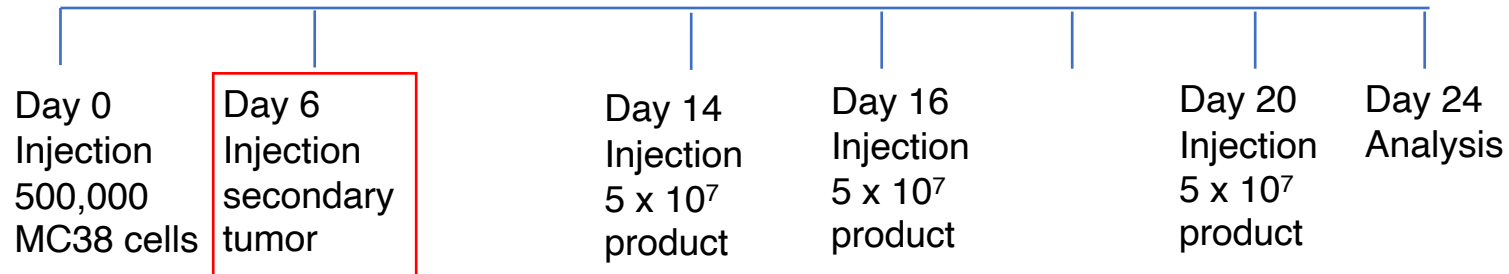 Day 0
Injection
500,000
MC38 cells
Day 6
Injection
secondary
tumor
Day 14
Injection
5 x 10⁷
product
Day 16
Injection
5 x 10⁷
product
Day 20
Injection
5 x 10⁷
product
Day 24
Analysis